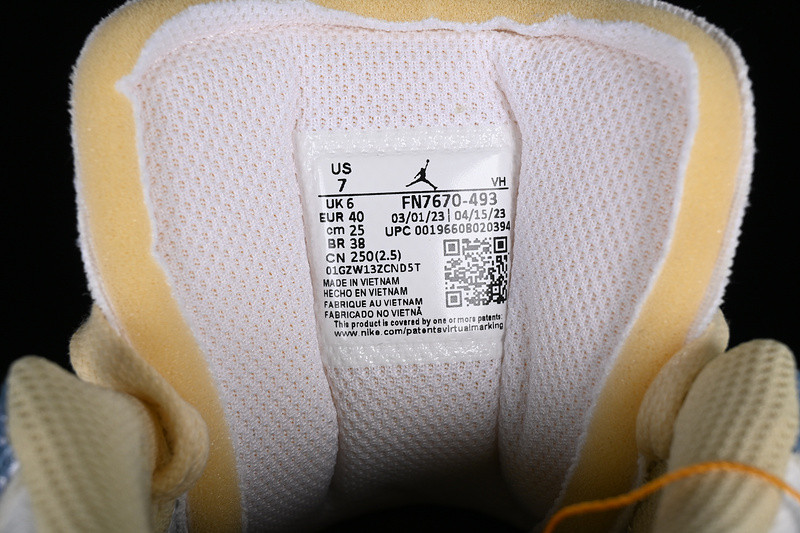 US
7
VH
UK 6 FN7670-493
EUR 40 03/01/23 | 04/15/23
cm 25 UPC 00196608020394
BR 38
CN 250(2.5)
01GZW13ZCND5T
MADE IN VIETNAM
HECHO EN VIETNAM
FABRIQUE AU VIETNAM
FABRICADO NO VIETNÃ
This product is covered by one or more patents:
www.nike.com/patentsvirtualmarking